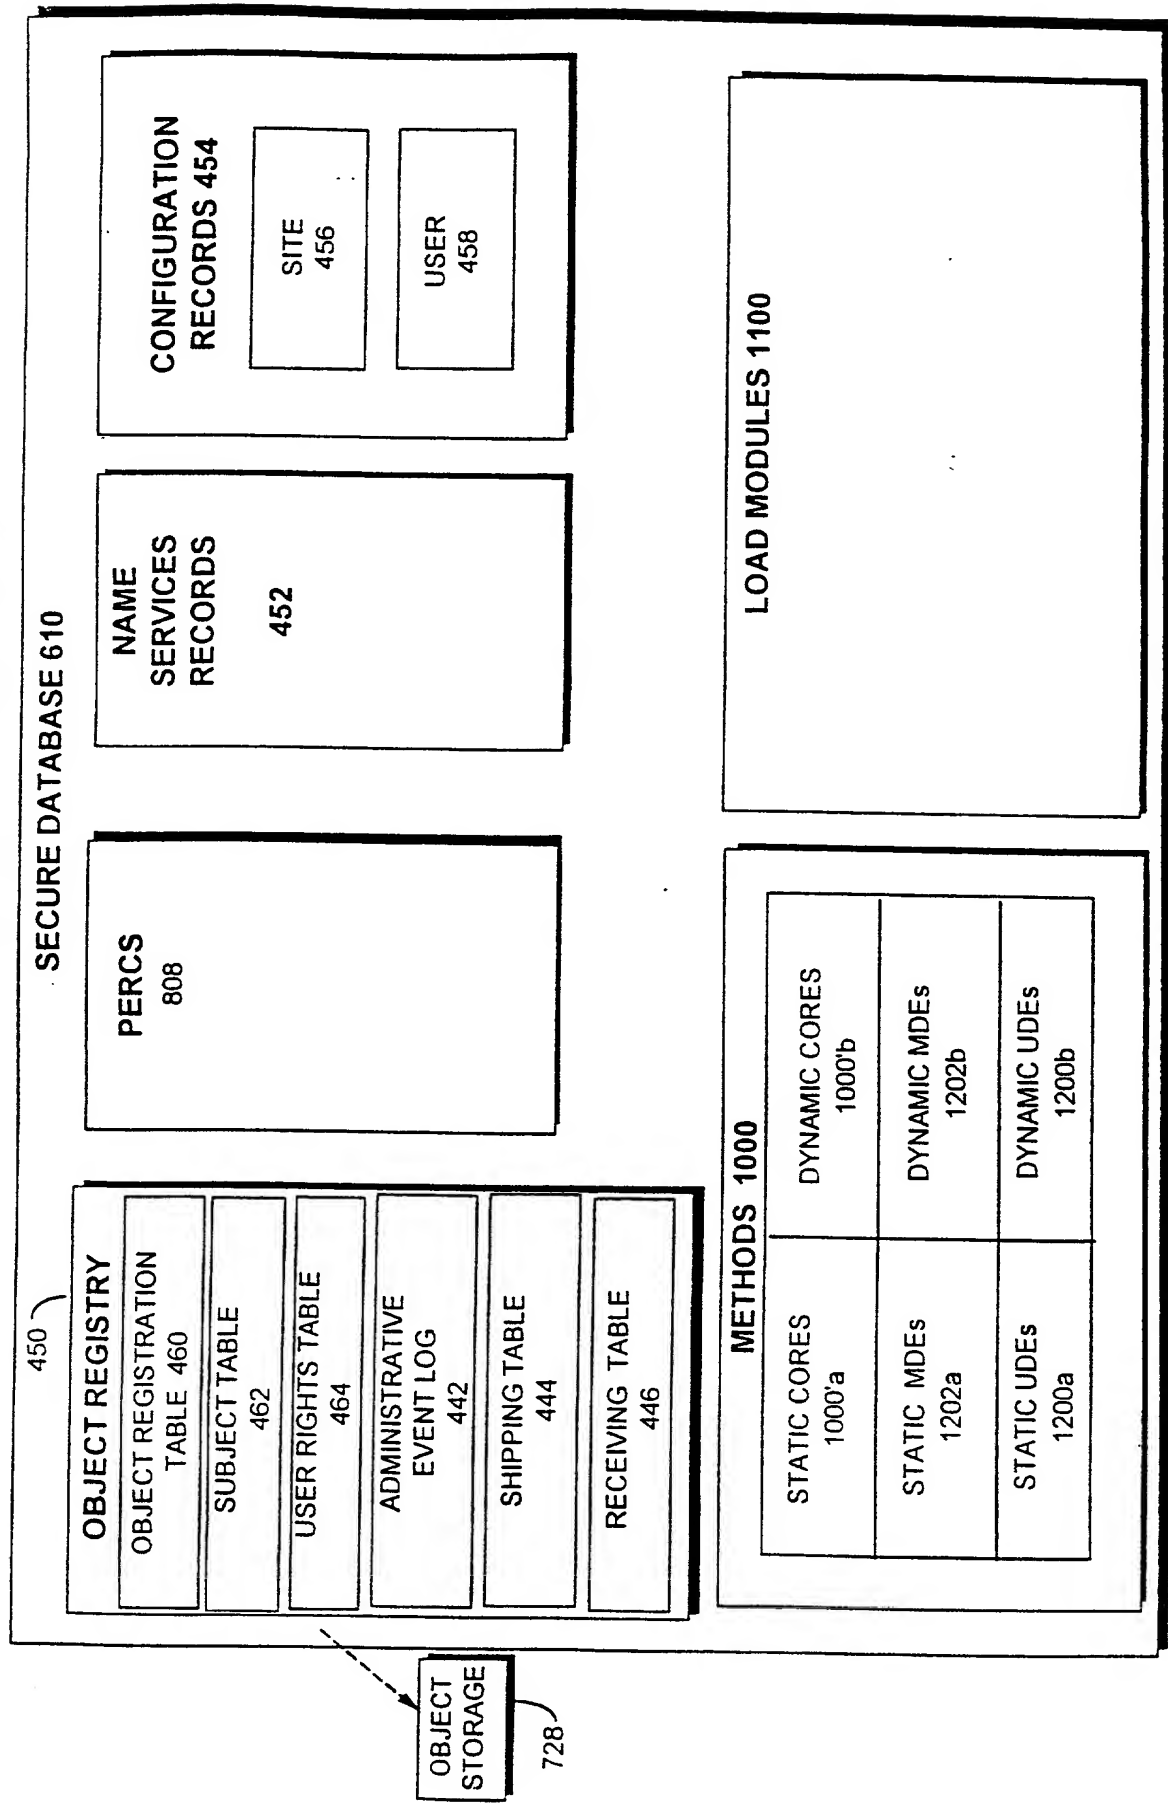 SECURE DATABASE 610
450
OBJECT REGISTRY
OBJECT REGISTRATION
TABLE 460
SUBJECT TABLE
462
USER RIGHTS TABLE
464
ADMINISTRATIVE
EVENT LOG
442
SHIPPING TABLE
444
RECEIVING TABLE
446
PERCS
808
NAME
SERVICES
RECORDS
452
CONFIGURATION
RECORDS 454
SITE
456
USER
458
OBJECT
STORAGE
728
METHODS 1000
STATIC CORES
1000'a
DYNAMIC CORES
1000'b
STATIC MDEs
1202a
DYNAMIC MDEs
1202b
STATIC UDEs
1200a
DYNAMIC UDEs
1200b
LOAD MODULES 1100